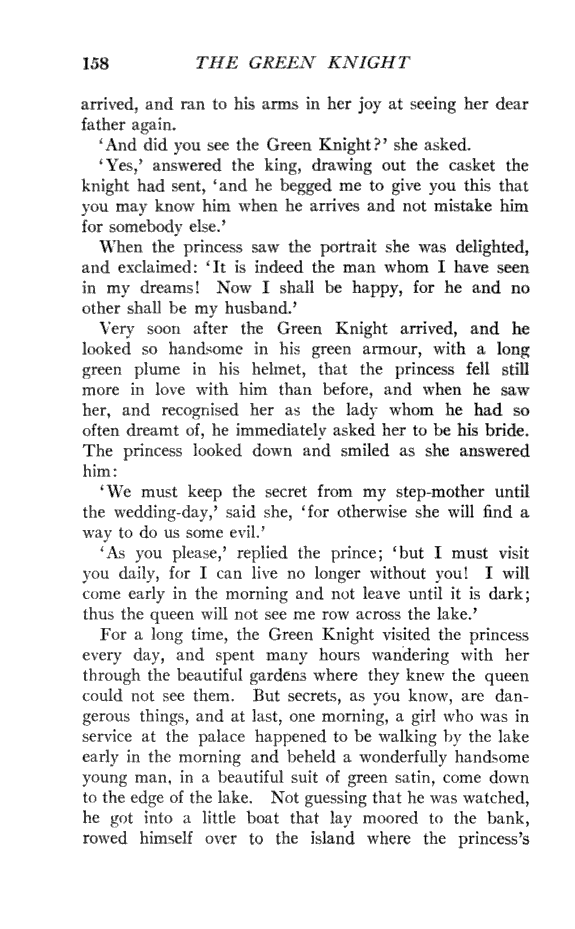 158 THE GREEN KNIGHT
arrived, and ran to his arms in her joy at seeing her dear
father again.
‘And did you see the Green Knight?’ she asked.
‘Yes,’ answered the king, drawing out the casket the
knight had sent, ‘and he begged me to give you this that
you may know him when he arrives and not mistake him
for somebody else.’
When the princess saw the portrait she was delighted,
and exclaimed: ‘It is indeed the man whom I have seen
in my dreams! Now I shall be happy, for he and no
other shall be my husband.’
Very soon after the Green Knight arrived, and he
looked so handsome in his green armour, with a long
green plume in his helmet, that the princess fell still
more in love with him than before, and when he saw
her, and recognised her as the lady whom he had so
often dreamt of, he immediately asked her to be his bride.
The princess looked down and smiled as she answered
him:
‘We must keep the secret from my step-mother until
the wedding-day,’ said she, ‘for otherwise she will find a
way to do us some evil.’
‘As you please,’ replied the prince; ‘but I must visit
you daily, for I can live no longer without you! I will
come early in the morning and not leave until it is dark;
thus the queen will not see me row across the lake.’
For a long time, the Green Knight visited the princess
every day, and spent many hours wandering with her
through the beautiful gardens where they knew the queen
could not see them. But secrets, as you know, are dan-
gerous things, and at last, one morning, a girl who was in
service at the palace happened to be walking by the lake
early in the morning and beheld a wonderfully handsome
young man, in a beautiful suit of green satin, come down
to the edge of the lake. Not guessing that he was watched,
he got into a little boat that lay moored to the bank,
rowed himself over to the island where the princess’s